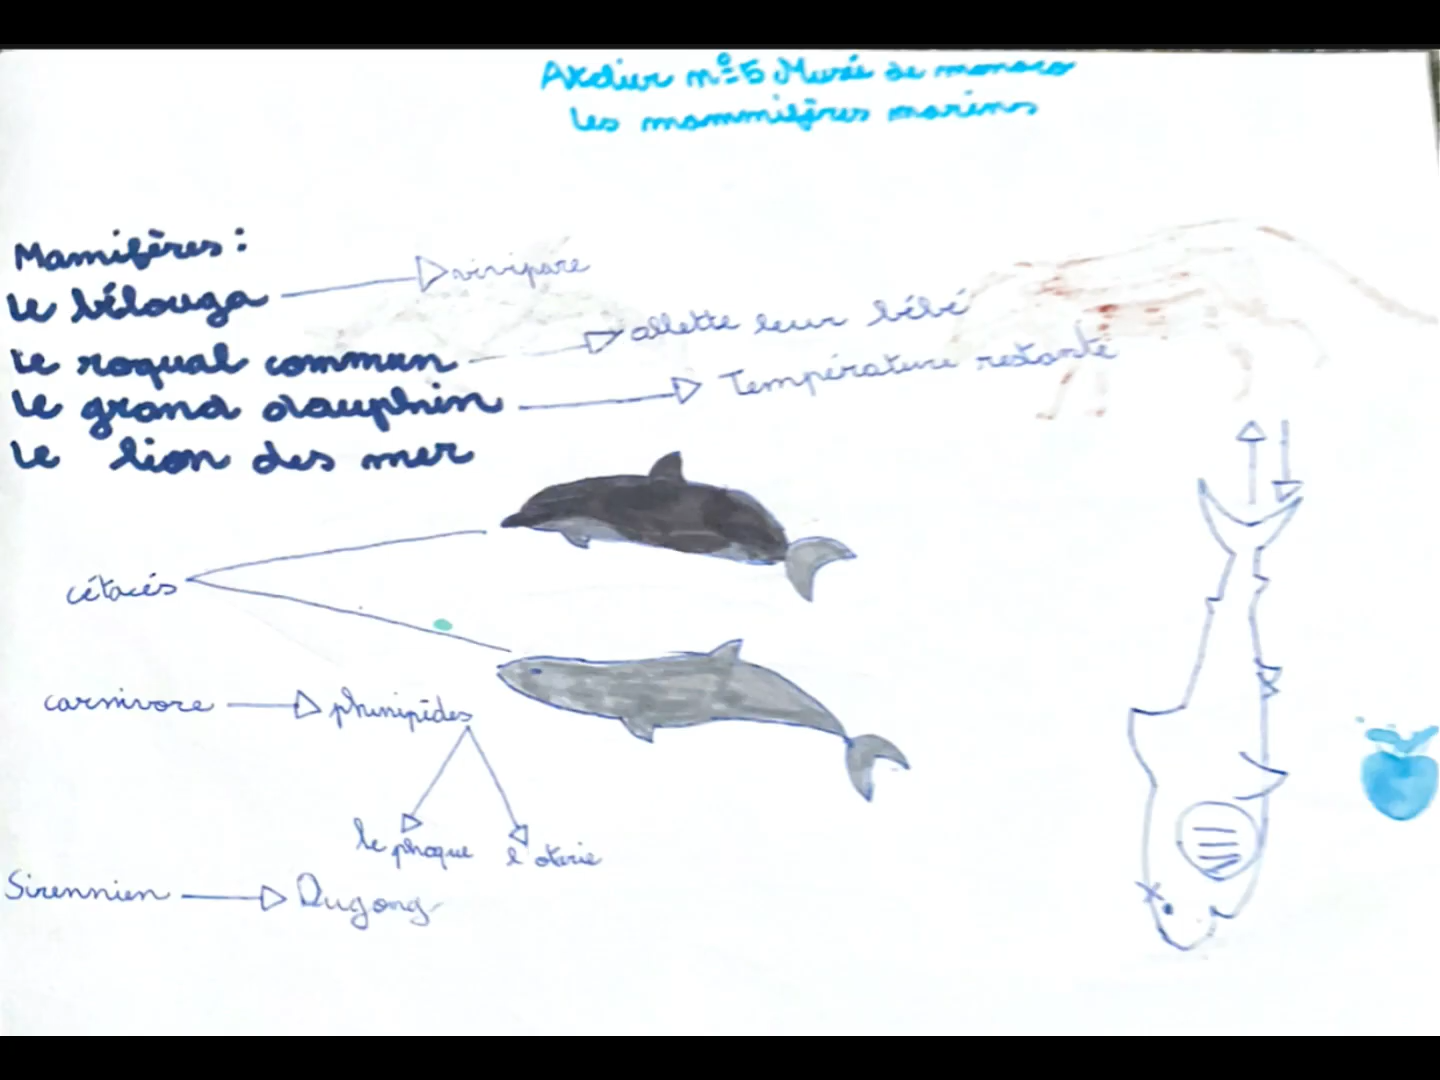 Atelier n°5 Musée de monaco
les mammifères marins
Mamifères :
le bélouga
vivipare
le roqual commun
allette leur bébé
le grand dauphin
Température restante
le lion des mer
cétacés
carnivore
phinipèdes
le phoque
l'oterie
Sirennien
Dugong